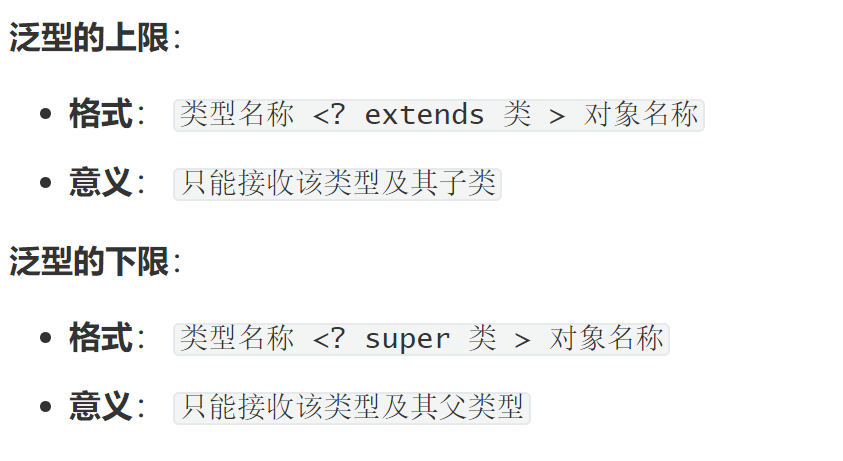 泛型的上限：
格式： 类型名称 <? extends 类 > 对象名称
意义： 只能接收该类型及其子类
泛型的下限：
格式： 类型名称 <? super 类 > 对象名称
意义： 只能接收该类型及其父类型